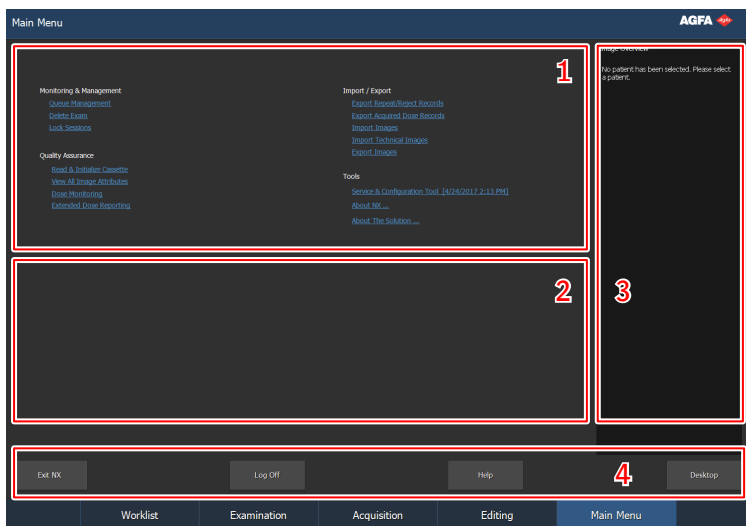 Main Menu
AGFA
1
Monitoring & Management
Queue Management
Delete Exam
Lock Sessions
Quality Assurance
Read & Initialize Cassette
View All Image Attributes
Dose Monitoring
Extended Dose Reporting
Import / Export
Export Repeat/Reject Records
Export Acquired Dose Records
Import Images
Import Technical Images
Export Images
Tools
Service & Configuration Tool [4/24/2017 2:13 PM]
About NX ...
About The Solution ...
Image Overview
No patient has been selected. Please select
a patient.
2
3
4
Exit NX
Log Off
Help
Desktop
Worklist
Examination
Acquisition
Editing
Main Menu